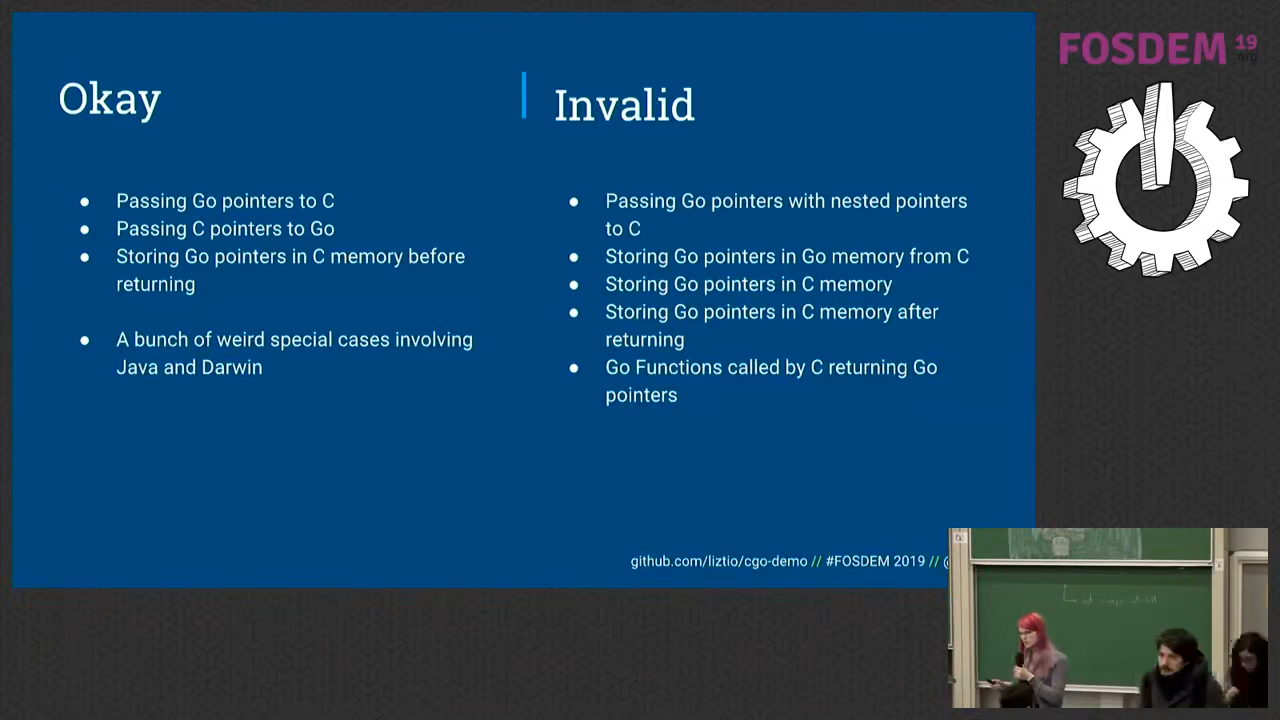 Okay
Invalid
● Passing Go pointers to C
● Passing C pointers to Go
● Storing Go pointers in C memory before
returning
● A bunch of weird special cases involving
Java and Darwin
● Passing Go pointers with nested pointers
to C
● Storing Go pointers in Go memory from C
● Storing Go pointers in C memory
● Storing Go pointers in C memory after
returning
● Go Functions called by C returning Go
pointers
github.com/liztio/cgo-demo // #FOSDEM 2019 // @
FOSDEM 19
.org